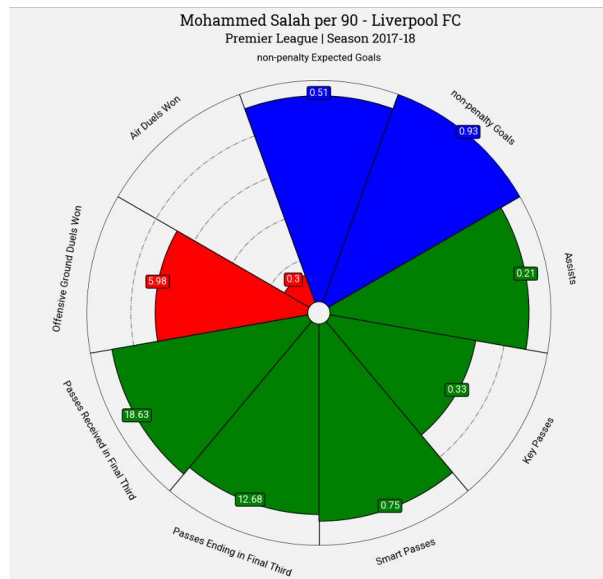 Mohammed Salah per 90 - Liverpool FC
Premier League | Season 2017-18
non-penalty Expected Goals
0.51
non-penalty Goals
0.93
Assists
0.21
Key Passes
0.33
Smart Passes
0.75
Passes Ending in Final Third
12.68
Passes Received in Final Third
18.63
Offensive Ground Duels Won
5.98
Air Duels Won
0.3